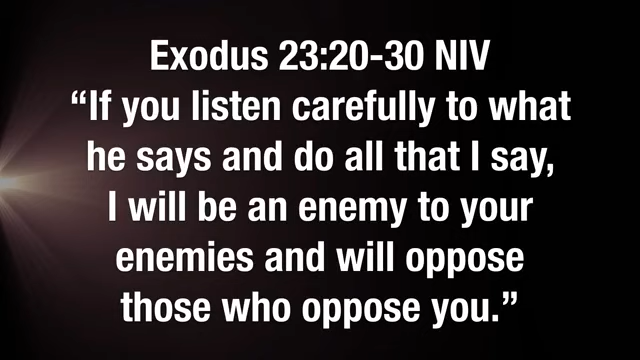 Exodus 23:20-30 NIV
“If you listen carefully to what
he says and do all that I say,
I will be an enemy to your
enemies and will oppose
those who oppose you.”